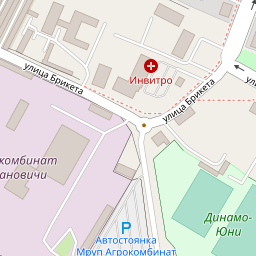 улица Брикета
Инвитро
улица Брикета
комбинат
ановичи
P
Автостоянка
Мруп Агрокомбинат
Динамо-
Юни